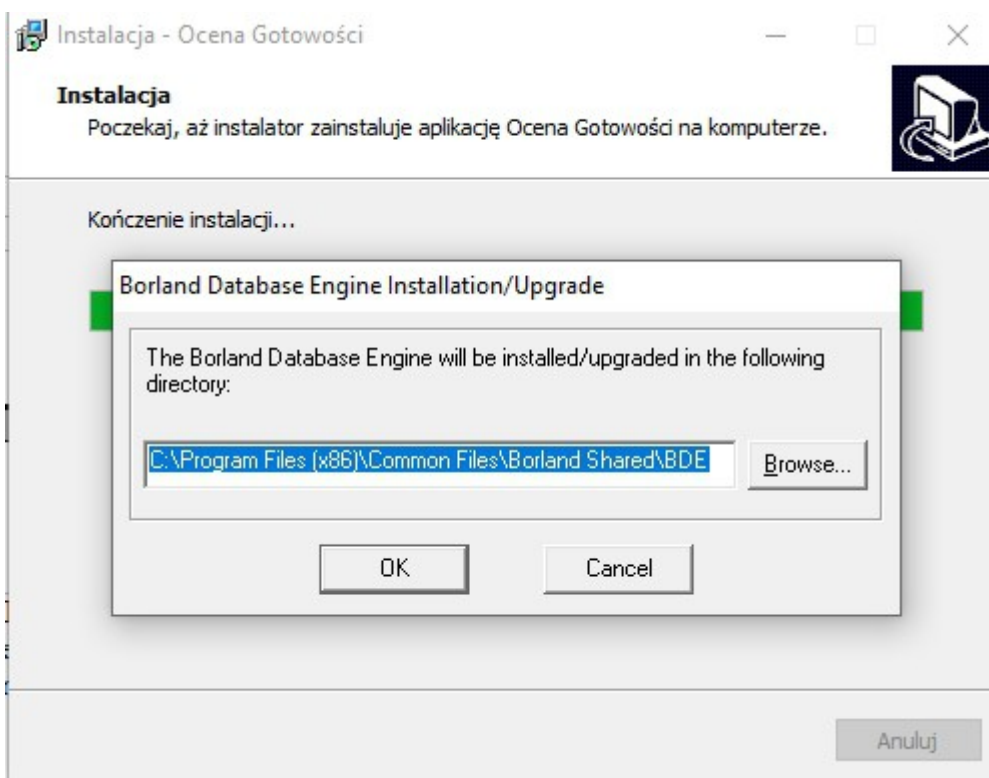 Instalacja - Ocena Gotowości
Instalacja
Poczekaj, aż instalator zainstaluje aplikację Ocena Gotowości na komputerze.
Kończenie instalacji...
Borland Database Engine Installation/Upgrade
The Borland Database Engine will be installed/upgraded in the following
directory:
C:\Program Files (x86)\Common Files\Borland Shared\BDE
Browse...
OK
Cancel
Anuluj